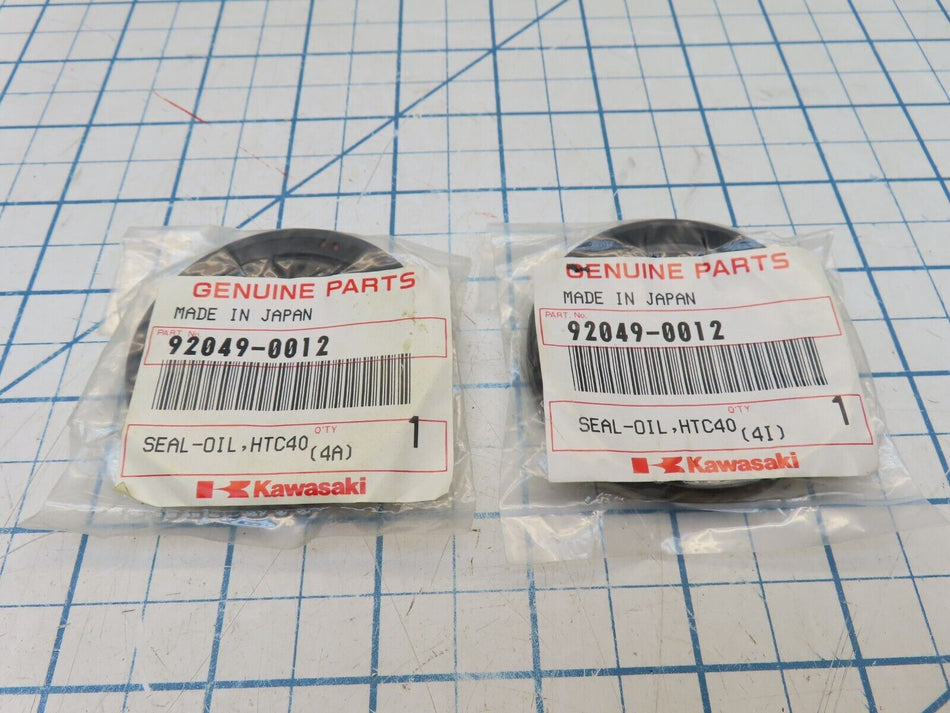 GENUINE PARTS
MADE IN JAPAN
PART. No.
92049-0012
Q'TY
SEAL-OIL,HTC40(4A)
1
Kawasaki
GENUINE PARTS
MADE IN JAPAN
PART. No.
92049-0012
Q'TY
SEAL-OIL,HTC40(4I)
1
Kawasaki